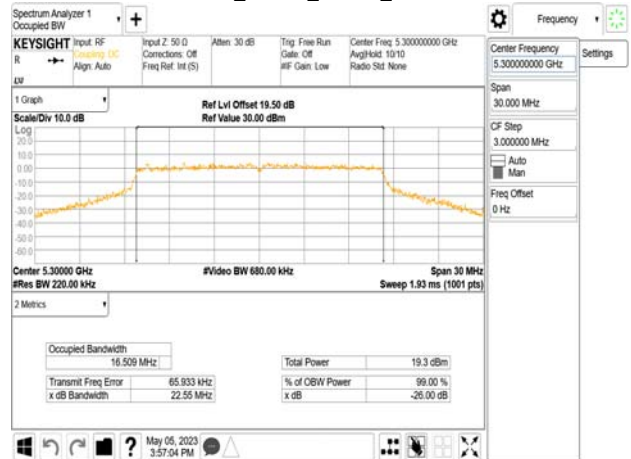 Spectrum Analyzer 1
Occupied BW
+
Frequency
KEYSIGHT
R
LXI
Input: RF
Coupling: DC
Align: Auto
Input Z: 50 Ω
Corrections: Off
Freq Ref: Int (S)
Atten: 30 dB
Trig: Free Run
Gate: Off
#IF Gain: Low
Center Freq: 5.300000000 GHz
Avg|Hold: 10/10
Radio Std: None
Center Frequency
5.300000000 GHz
Settings
Span
30.000 MHz
CF Step
3.000000 MHz
Auto
Man
Freq Offset
0 Hz
1 Graph
Scale/Div 10.0 dB
Ref Lvl Offset 19.50 dB
Ref Value 30.00 dBm
Log
20.0
10.0
0.00
-10.0
-20.0
-30.0
-40.0
-50.0
-60.0
Center 5.30000 GHz
#Res BW 220.00 kHz
#Video BW 680.00 kHz
Span 30 MHz
Sweep 1.93 ms (1001 pts)
2 Metrics
Occupied Bandwidth
16.509 MHz
Total Power 19.3 dBm
Transmit Freq Error 65.933 kHz
% of OBW Power 99.00 %
x dB Bandwidth 22.55 MHz
x dB -26.00 dB
?
May 05, 2023
3:57:04 PM